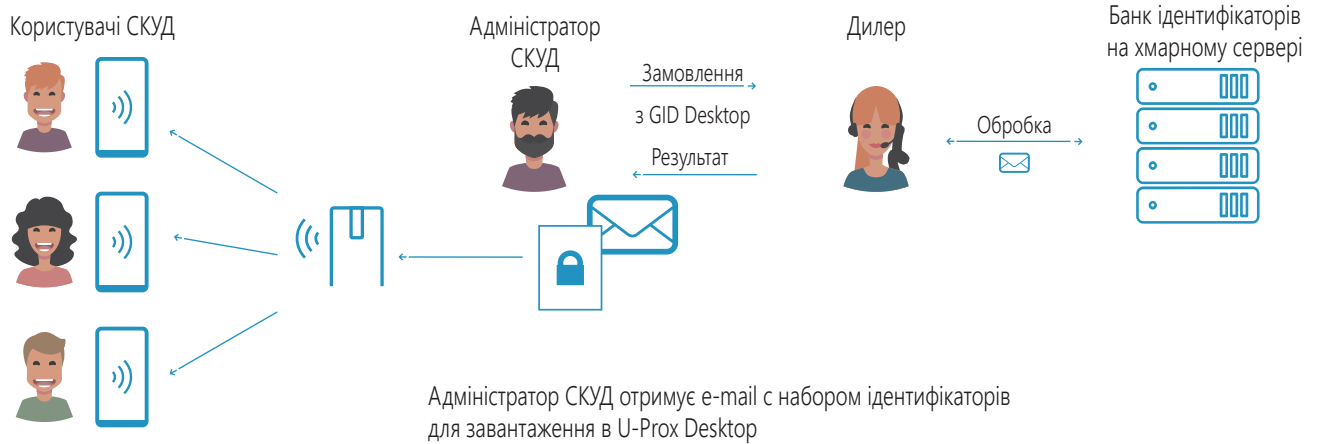 Користувачі СКУД
Адміністратор
СКУД
Дилер
Банк ідентифікаторів
на хмарному сервері
Замовлення
з GID Desktop
Результат
Обробка
Адміністратор СКУД отримує e-mail с набором ідентифікаторів
для завантаження в U-Prox Desktop